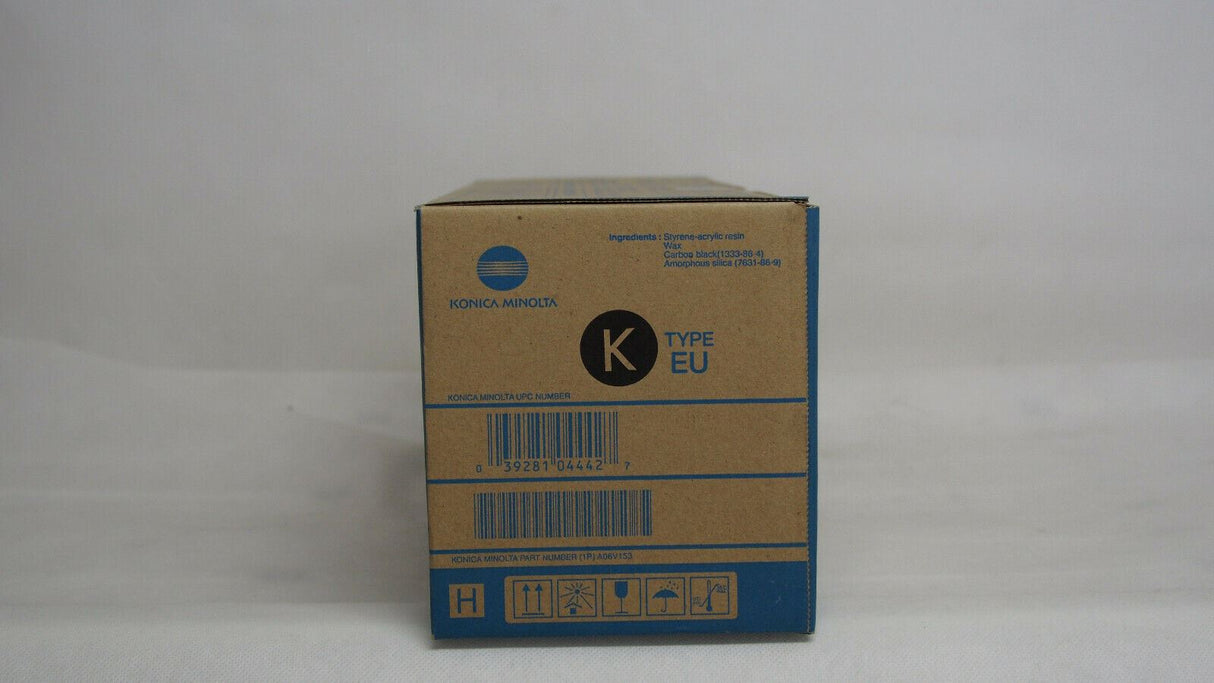 Ingredients : Styrene-acrylic resin
Wax
Carbon black(1333-86-4)
Amorphous silica (7631-86-9)
KONICA MINOLTA
K
TYPE
EU
KONICA MINOLTA UPC NUMBER
0 39281 04442 7
KONICA MINOLTA PART NUMBER (1P) A06V153
H